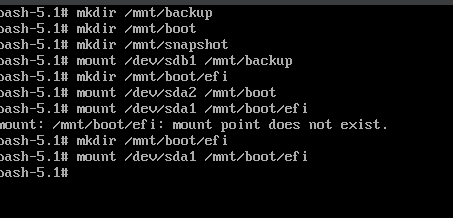 bash-5.1# mkdir /mnt/backup
bash-5.1# mkdir /mnt/boot
bash-5.1# mkdir /mnt/snapshot
bash-5.1# mount /dev/sdb1 /mnt/backup
bash-5.1# mkdir /mnt/boot/efi
bash-5.1# mount /dev/sda2 /mnt/boot
bash-5.1# mount /dev/sda1 /mnt/boot/efi
mount: /mnt/boot/efi: mount point does not exist.
bash-5.1# mkdir /mnt/boot/efi
bash-5.1# mount /dev/sda1 /mnt/boot/efi
bash-5.1#